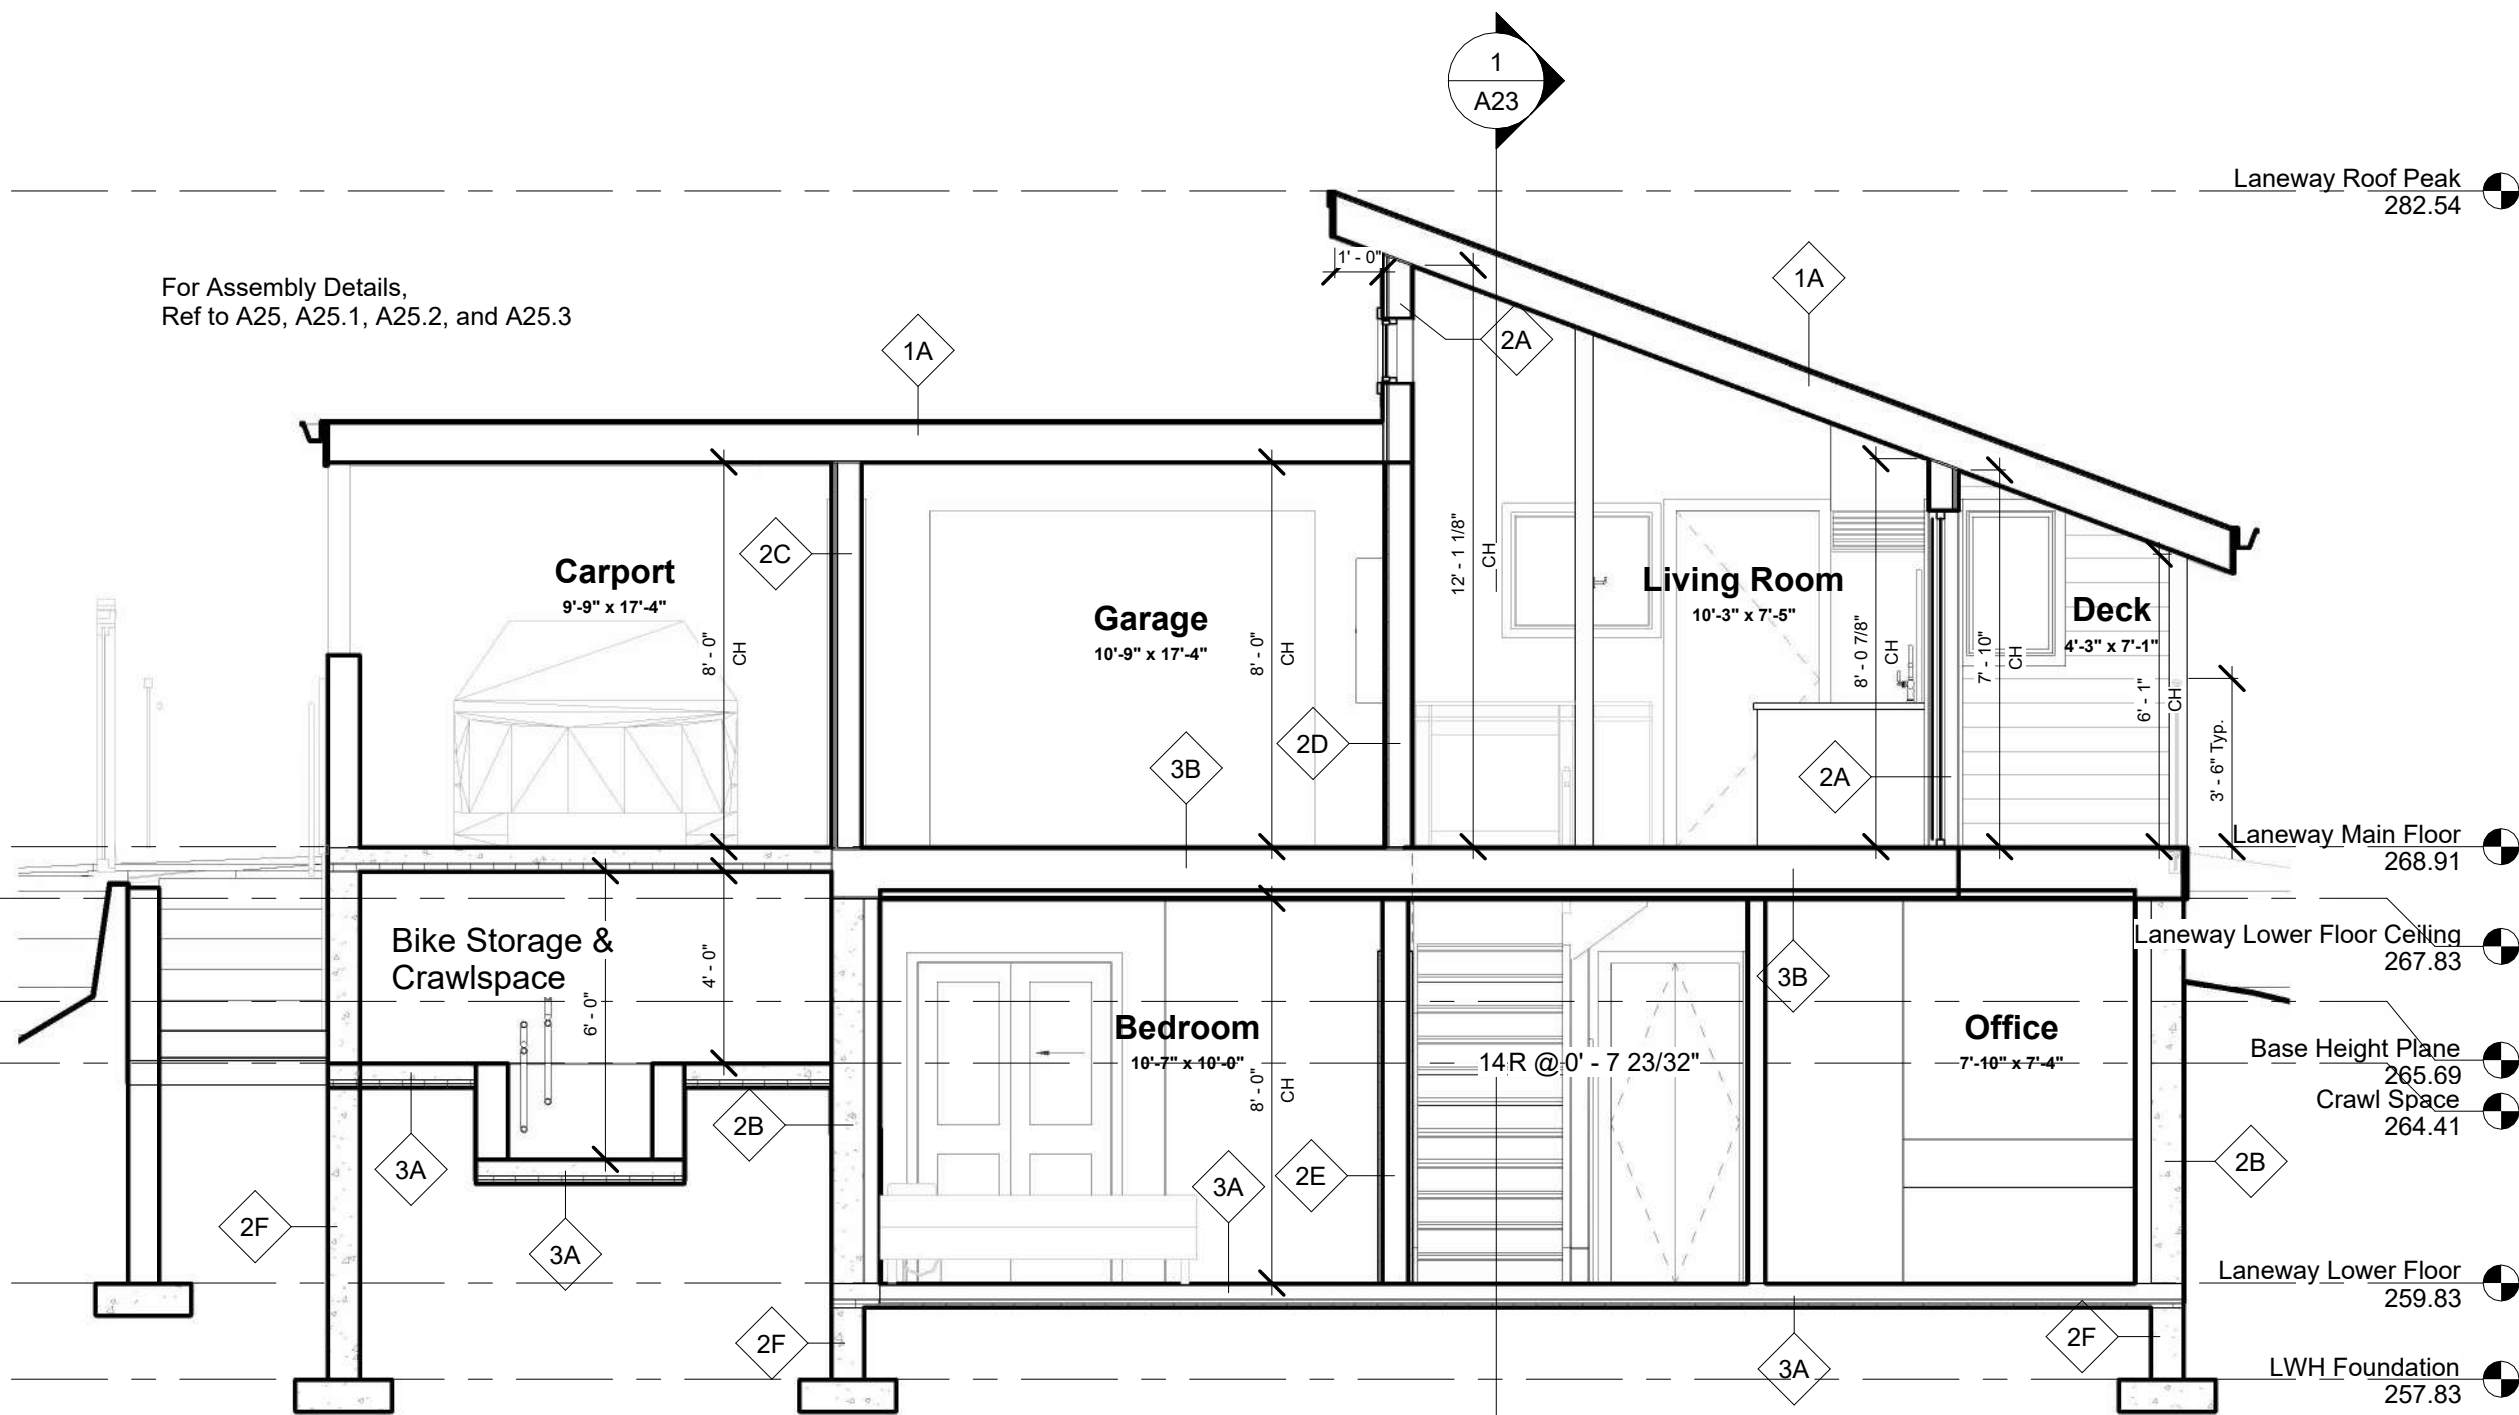 1
A23
Laneway Roof Peak
282.54
1' - 0"
1A
For Assembly Details,
Ref to A25, A25.1, A25.2, and A25.3
2A
1A
2C
Carport
9'-9" x 17'-4"
8' - 0"
CH
Garage
10'-9" x 17'-4"
8' - 0"
CH
12' - 1 1/8"
CH
Living Room
10'-3" x 7'-5"
8' - 0 7/8"
CH
7' - 10"
CH
Deck
4'-3" x 7'-1"
6' - 1"
CH
3' - 6" Typ.
2D
3B
2A
Laneway Main Floor
268.91
Bike Storage &
Crawlspace
6' - 0"
4' - 0"
Laneway Lower Floor Ceiling
267.83
3B
Bedroom
10'-7" x 10'-0"
8' - 0"
CH
14 R @ 0' - 7 23/32"
Office
7'-10" x 7'-4"
Base Height Plane
265.69
Crawl Space
264.41
2B
3A
3A
2F
2E
3A
2B
Laneway Lower Floor
259.83
2F
3A
2F
LWH Foundation
257.83